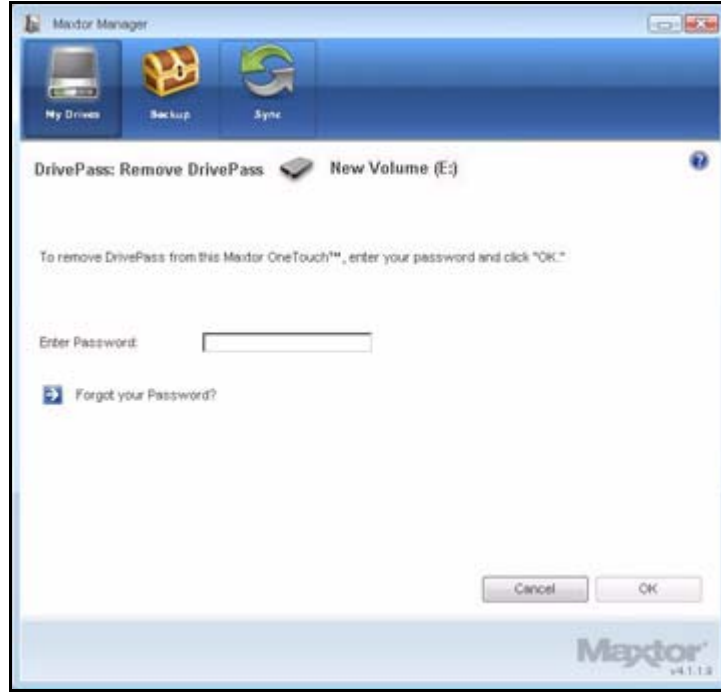 Maxtor Manager
My Drives Backup Sync
DrivePass: Remove DrivePass New Volume (E:)
To remove DrivePass from this Maxtor OneTouch™, enter your password and click "OK."
Enter Password:
Forgot your Password?
Cancel OK
Maxtor